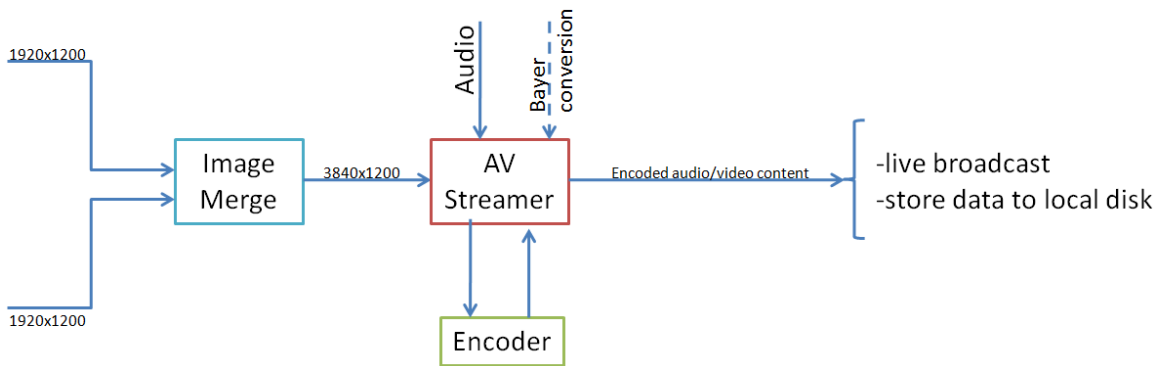 1920x1200
Audio
Bayer
conversion
Image
Merge
3840x1200
AV
Streamer
Encoded audio/video content
-live broadcast
-store data to local disk
1920x1200
Encoder